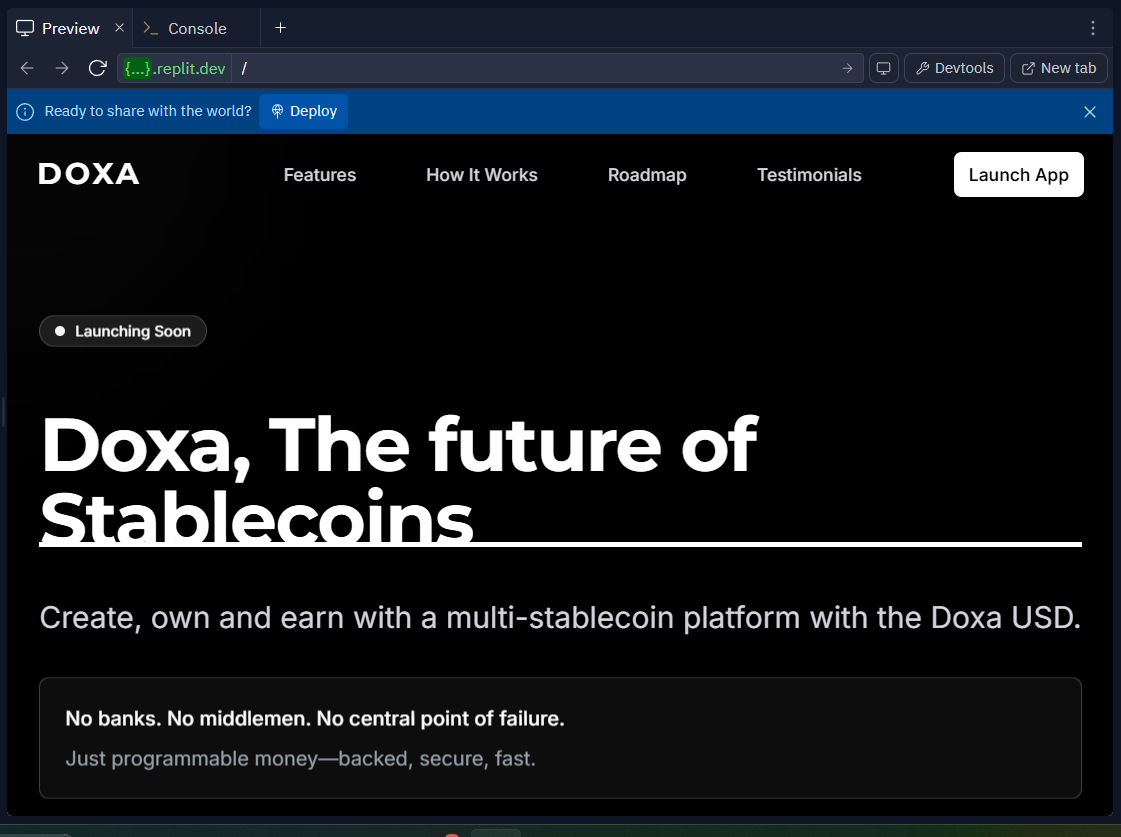 Preview
Console
{...}.replit.dev /
Devtools
New tab
Ready to share with the world?
Deploy
DOXA
Features
How It Works
Roadmap
Testimonials
Launch App
Launching Soon
Doxa, The future of
Stablecoins
Create, own and earn with a multi-stablecoin platform with the Doxa USD.
No banks. No middlemen. No central point of failure.
Just programmable money—backed, secure, fast.